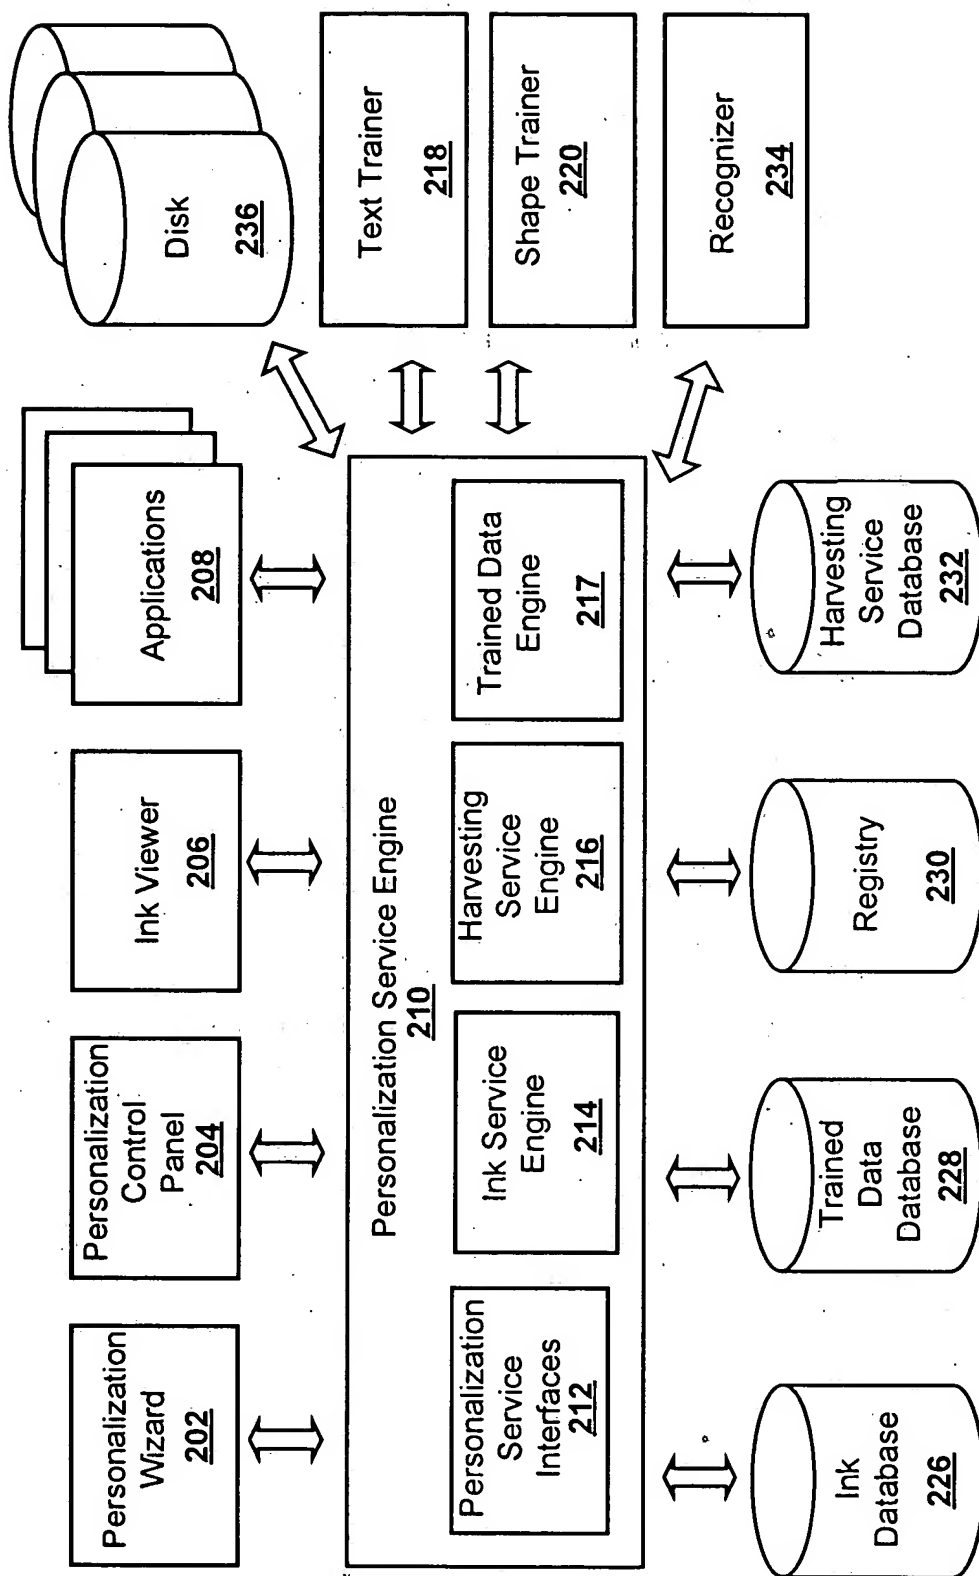 Personalization
Wizard
202
Personalization
Control
Panel
204
Ink Viewer
206
Applications
208
Disk
236
Personalization Service Engine
210
Personalization
Service
Interfaces
212
Ink Service
Engine
214
Harvesting
Service
Engine
216
Trained Data
Engine
217
Text Trainer
218
Shape Trainer
220
Recognizer
234
Ink
Database
226
Trained
Data
Database
228
Registry
230
Harvesting
Service
Database
232